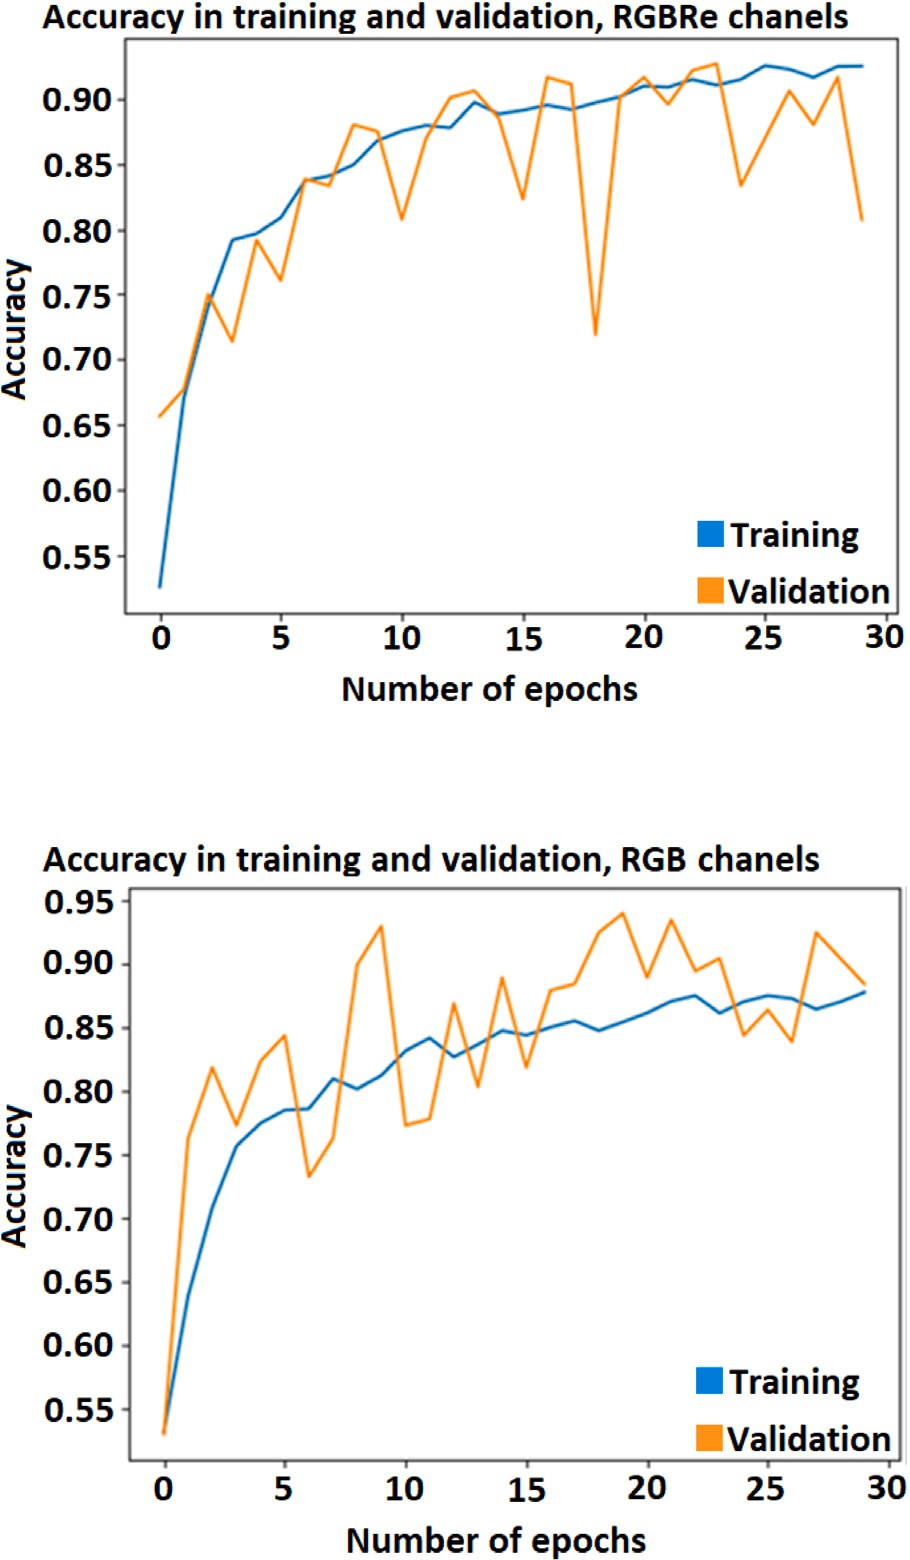 Accuracy in training and validation, RGBRe chanels
0.90
0.85
0.80
0.75
0.70
0.65
0.60
0.55
Accuracy
Training
Validation
0 5 10 15 20 25 30
Number of epochs
Accuracy in training and validation, RGB chanels
0.95
0.90
0.85
0.80
0.75
0.70
0.65
0.60
0.55
Accuracy
Training
Validation
0 5 10 15 20 25 30
Number of epochs